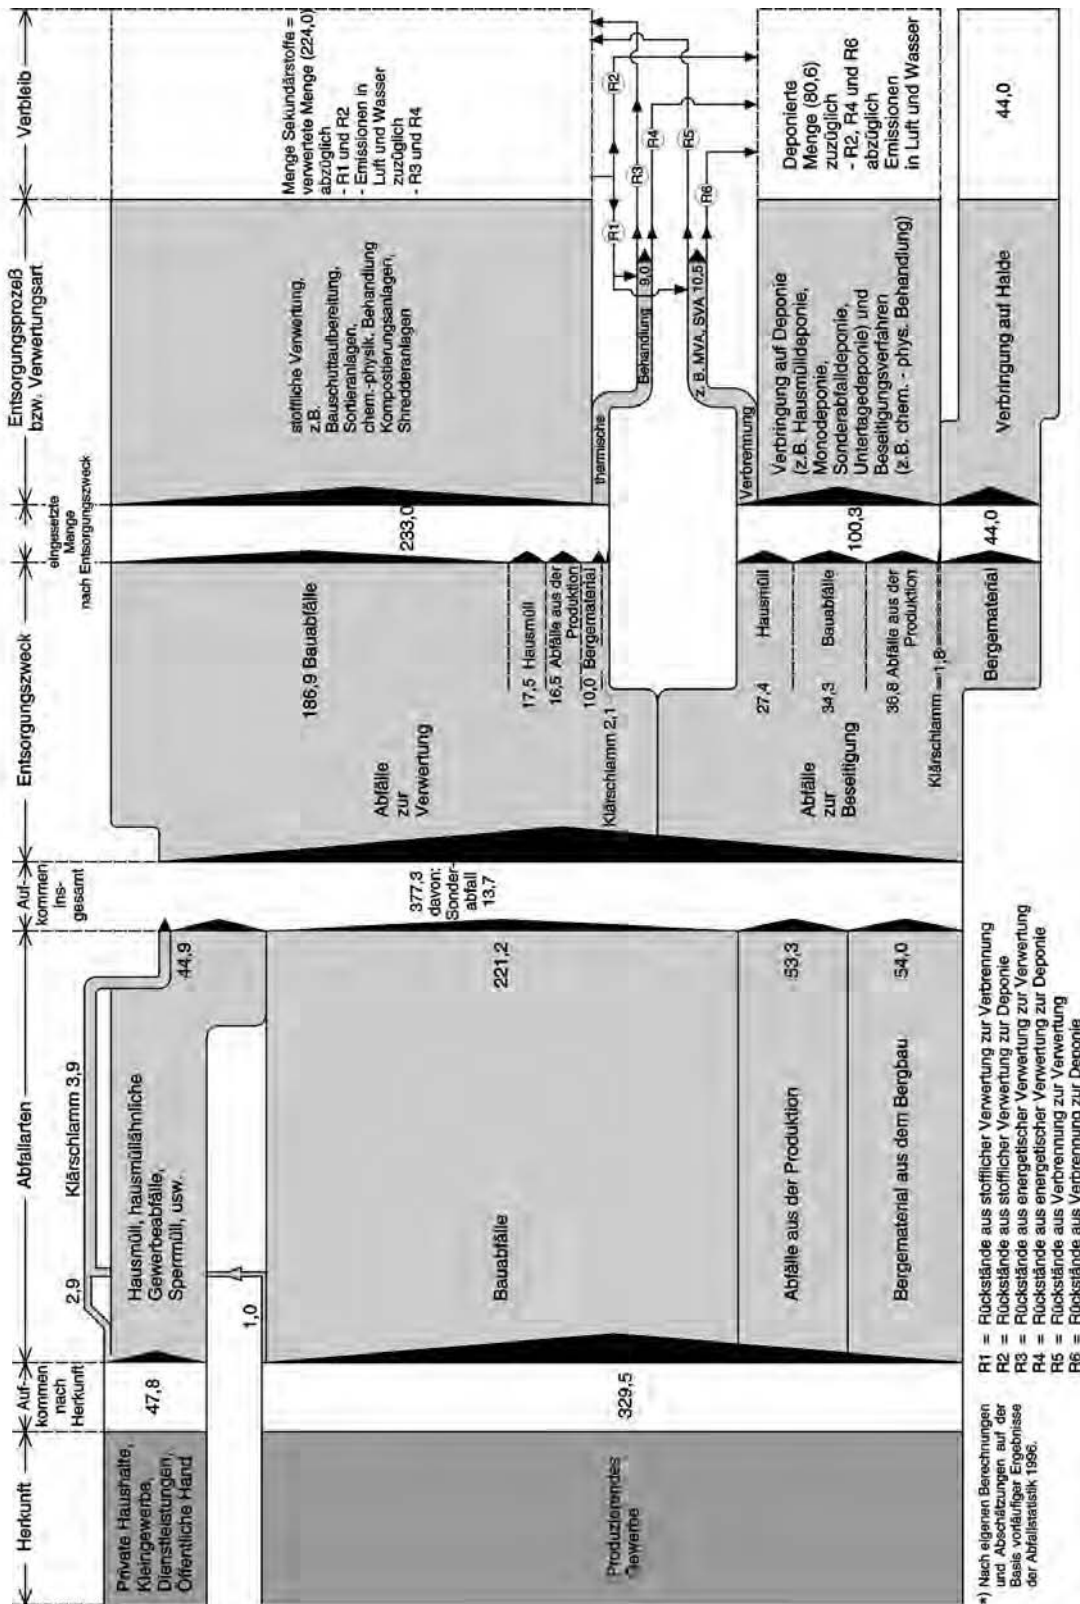 Herkunft
Auf-
kommen
nach
Herkunft
Abfallarten
Auf-
kommen
Ins-
gesamt
Entsorgungszweck
eingesetzte
Menge
nach Entsorgungszweck
Entsorgungsprozeß
bzw. Verwertungsart
Verbleib
Private Haushalte,
Kleingewerbe,
Dienstleistungen,
Öffentliche Hand
47,8
2,9
Klärschlamm 3,9
Hausmüll, hausmüllähnliche
Gewerbeabfälle,
Sperrmüll, usw.
44,9
1,0
Produzierendes
Gewerbe
329,5
Bauabfälle
221,2
Abfälle aus der Produktion
53,3
Bergematerial aus dem Bergbau
54,0
377,3
davon:
Sonder-
abfall
13,7
Abfälle
zur
Verwertung
186,9 Bauabfälle
17,5 Hausmüll
16,5 Abfälle aus der
Produktion
10,0 Bergematerial
Klärschlamm 2,1
Abfälle
zur
Beseitigung
27,4 Hausmüll
34,3 Bauabfälle
36,8 Abfälle aus der
Produktion
Klärschlamm 1,8
Bergematerial
233,0
100,3
44,0
stoffliche Verwertung,
z.B.
Bauschuttaufbereitung,
Sortieranlagen,
chem.-physik. Behandlung
Kompostierungsanlagen,
Shredderanlagen
thermische Behandlung 9,0
Verbrennung z. B. MVA, SVA 10,5
Verbringung auf Deponie
(z.B. Hausmülldeponie,
Monodeponie,
Sonderabfalldeponie,
Untertagedeponie) und
Beseitigungsverfahren
(z.B. chem. - phys. Behandlung)
Verbringung auf Halde
Menge Sekundärstoffe =
verwertete Menge (224,0)
abzüglich
- R1 und R2
- Emissionen in
Luft und Wasser
zuzüglich
- R3 und R4
R1
R2
R3
R4
R5
R6
Deponierte
Menge (80,6)
zuzüglich
- R2, R4 und R6
abzüglich
Emissionen
in Luft und Wasser
44,0
*) Nach eigenen Berechnungen
und Abschätzungen auf der
Basis vorläufiger Ergebnisse
der Abfallstatistik 1996.
R1 = Rückstände aus stofflicher Verwertung zur Verbrennung
R2 = Rückstände aus stofflicher Verwertung zur Deponie
R3 = Rückstände aus energetischer Verwertung zur Verwertung
R4 = Rückstände aus energetischer Verwertung zur Deponie
R5 = Rückstände aus Verbrennung zur Verwertung
R6 = Rückstände aus Verbrennung zur Deponie